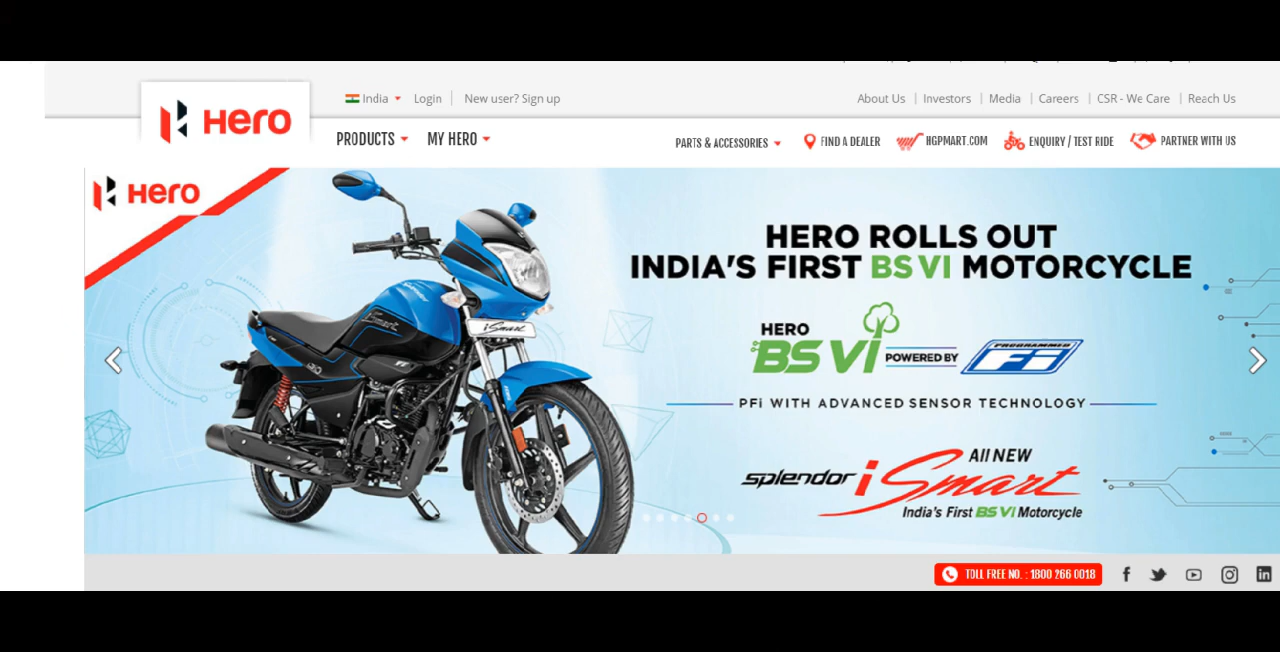 India Login New user? Sign up About Us Investors Media Careers CSR - We Care Reach Us
Hero
PRODUCTS MY HERO PARTS & ACCESSORIES FIND A DEALER HGPMART.COM ENQUIRY / TEST RIDE PARTNER WITH US
Hero
HERO ROLLS OUT
INDIA'S FIRST BS VI MOTORCYCLE
HERO
BS VI POWERED BY PROGRAMMED Fi
PFi WITH ADVANCED SENSOR TECHNOLOGY
iSmart
iSmart
All NEW
splendor iSmart
India's First BS VI Motorcycle
TOLL FREE NO. : 1800 266 0018